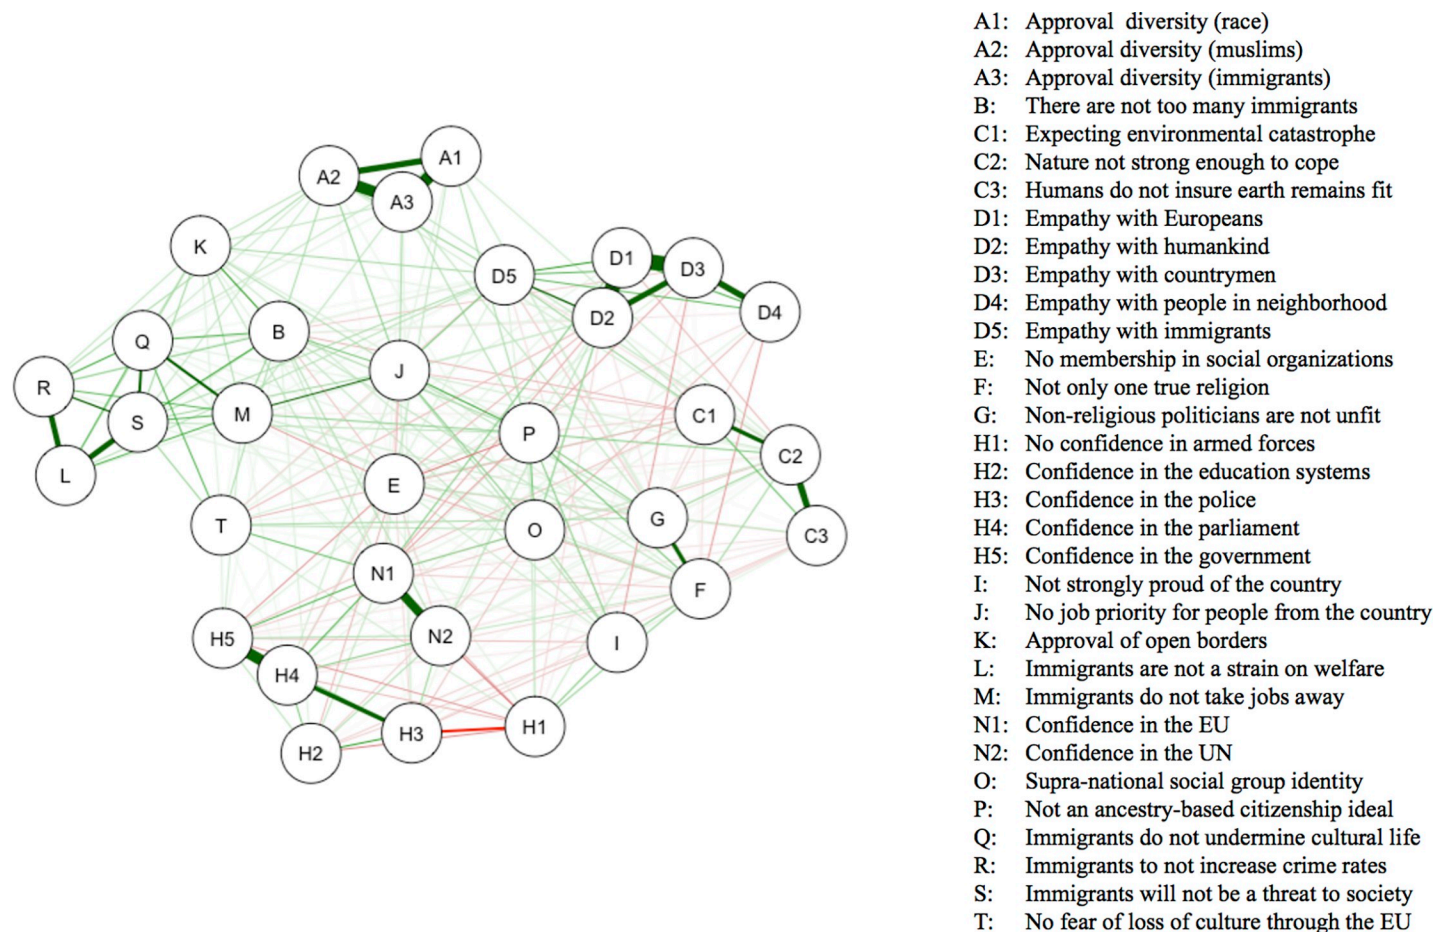 A1
A2
A3
K
D1
D3
D5
D4
D2
Q
B
J
R
M
S
C1
P
C2
L
E
T
O
G
C3
N1
F
H5
N2
I
H4
H3
H1
H2
A1: Approval diversity (race)
A2: Approval diversity (muslims)
A3: Approval diversity (immigrants)
B: There are not too many immigrants
C1: Expecting environmental catastrophe
C2: Nature not strong enough to cope
C3: Humans do not insure earth remains fit
D1: Empathy with Europeans
D2: Empathy with humankind
D3: Empathy with countrymen
D4: Empathy with people in neighborhood
D5: Empathy with immigrants
E: No membership in social organizations
F: Not only one true religion
G: Non-religious politicians are not unfit
H1: No confidence in armed forces
H2: Confidence in the education systems
H3: Confidence in the police
H4: Confidence in the parliament
H5: Confidence in the government
I: Not strongly proud of the country
J: No job priority for people from the country
K: Approval of open borders
L: Immigrants are not a strain on welfare
M: Immigrants do not take jobs away
N1: Confidence in the EU
N2: Confidence in the UN
O: Supra-national social group identity
P: Not an ancestry-based citizenship ideal
Q: Immigrants do not undermine cultural life
R: Immigrants to not increase crime rates
S: Immigrants will not be a threat to society
T: No fear of loss of culture through the EU